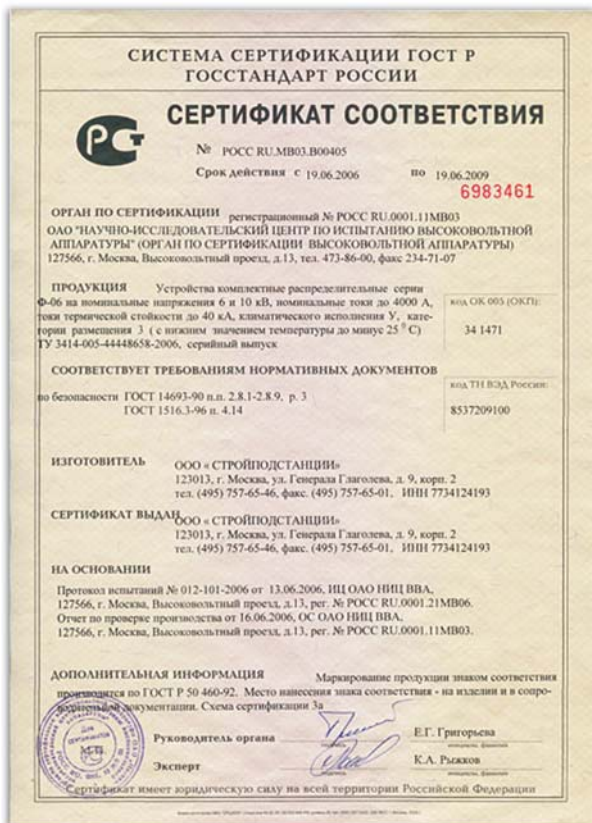 СИСТЕМА СЕРТИФИКАЦИИ ГОСТ Р
ГОССТАНДАРТ РОССИИ
СЕРТИФИКАТ СООТВЕТСТВИЯ
№ РОСС RU.МВ03.В00405
Срок действия с 19.06.2006 по 19.06.2009
6983461
ОРГАН ПО СЕРТИФИКАЦИИ регистрационный № РОСС RU.0001.11МВ03
ОАО "НАУЧНО-ИССЛЕДОВАТЕЛЬСКИЙ ЦЕНТР ПО ИСПЫТАНИЮ ВЫСОКОВОЛЬТНОЙ
АППАРАТУРЫ" (ОРГАН ПО СЕРТИФИКАЦИИ ВЫСОКОВОЛЬТНОЙ АППАРАТУРЫ)
127566, г. Москва, Высоковольтный проезд, д.13, тел. 473-86-00, факс 234-71-07
ПРОДУКЦИЯ Устройства комплектные распределительные серии
Ф-06 на номинальные напряжения 6 и 10 кВ, номинальные токи до 4000 А,
токи термической стойкости до 40 кА, климатического исполнения У, кате-
гории размещения 3 ( с нижним значением температуры до минус 25 ⁰ С)
ТУ 3414-005-44448658-2006, серийный выпуск
код ОК 005 (ОКП):
34 1471
СООТВЕТСТВУЕТ ТРЕБОВАНИЯМ НОРМАТИВНЫХ ДОКУМЕНТОВ
по безопасности ГОСТ 14693-90 п.п. 2.8.1-2.8.9, р. 3
ГОСТ 1516.3-96 п. 4.14
код ТН ВЭД России:
8537209100
ИЗГОТОВИТЕЛЬ ООО « СТРОЙПОДСТАНЦИИ»
123013, г. Москва, ул. Генерала Глаголева, д. 9, корп. 2
тел. (495) 757-65-46, факс. (495) 757-65-01, ИНН 7734124193
СЕРТИФИКАТ ВЫДАН ООО « СТРОЙПОДСТАНЦИИ»
123013, г. Москва, ул. Генерала Глаголева, д. 9, корп. 2
тел. (495) 757-65-46, факс. (495) 757-65-01, ИНН 7734124193
НА ОСНОВАНИИ
Протокол испытаний № 012-101-2006 от 13.06.2006, ИЦ ОАО НИЦ ВВА,
127566, г. Москва, Высоковольтный проезд, д.13, рег. № РОСС RU.0001.21МВ06.
Отчет по проверке производства от 16.06.2006, ОС ОАО НИЦ ВВА,
127566, г. Москва, Высоковольтный проезд, д.13, рег. № РОСС RU.0001.11МВ03.
ДОПОЛНИТЕЛЬНАЯ ИНФОРМАЦИЯ Маркирование продукции знаком соответствия
производится по ГОСТ Р 50 460-92. Место нанесения знака соответствия - на изделии и в сопро-
водительной документации. Схема сертификации 3а
М.П.
Руководитель органа Е.Г. Григорьева
подпись инициалы, фамилия
Эксперт К.А. Рыжков
подпись инициалы, фамилия
Сертификат имеет юридическую силу на всей территории Российской Федерации